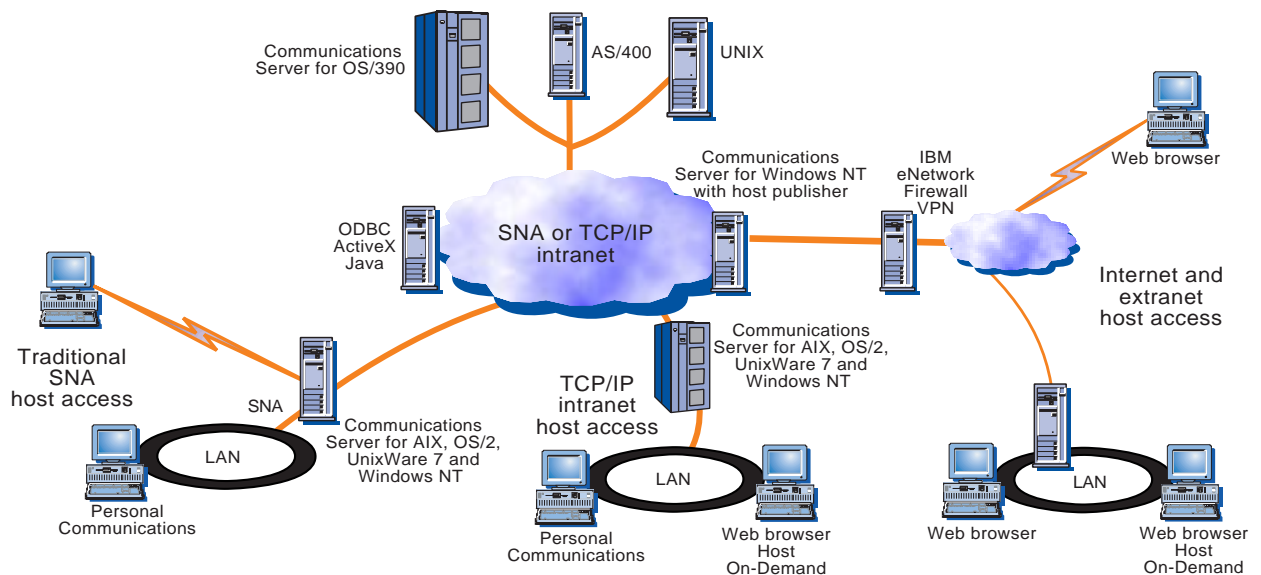 Communications
Server for OS/390
AS/400
UNIX
Web browser
Communications
Server for Windows NT
with host publisher
IBM
eNetwork
Firewall
VPN
ODBC
ActiveX
Java
SNA or TCP/IP
intranet
Internet and
extranet
host access
Traditional
SNA
host access
SNA
Communications
Server for AIX, OS/2,
UnixWare 7 and
Windows NT
LAN
Personal
Communications
TCP/IP
intranet
host access
Communications
Server for AIX, OS/2,
UnixWare 7 and
Windows NT
LAN
Personal
Communications
Web browser
Host
On-Demand
LAN
Web browser
Web browser
Host
On-Demand